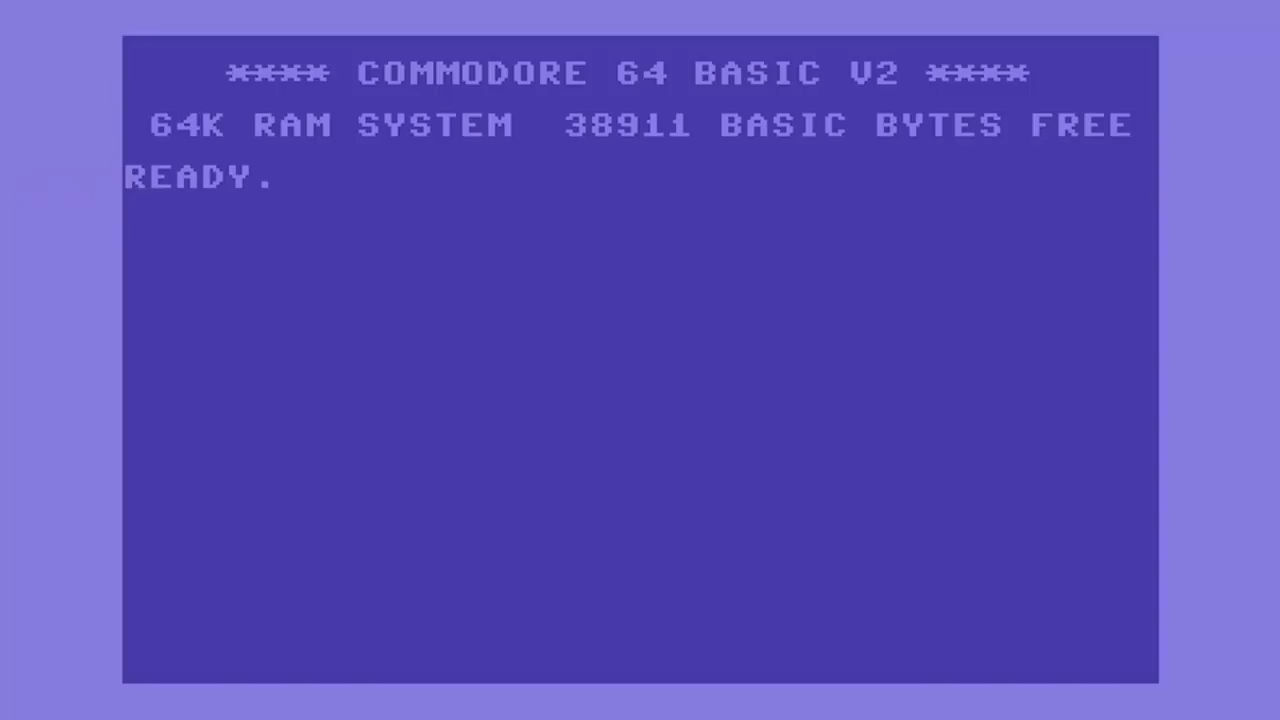 **** COMMODORE 64 BASIC V2 ****
64K RAM SYSTEM  38911 BASIC BYTES FREE
READY.